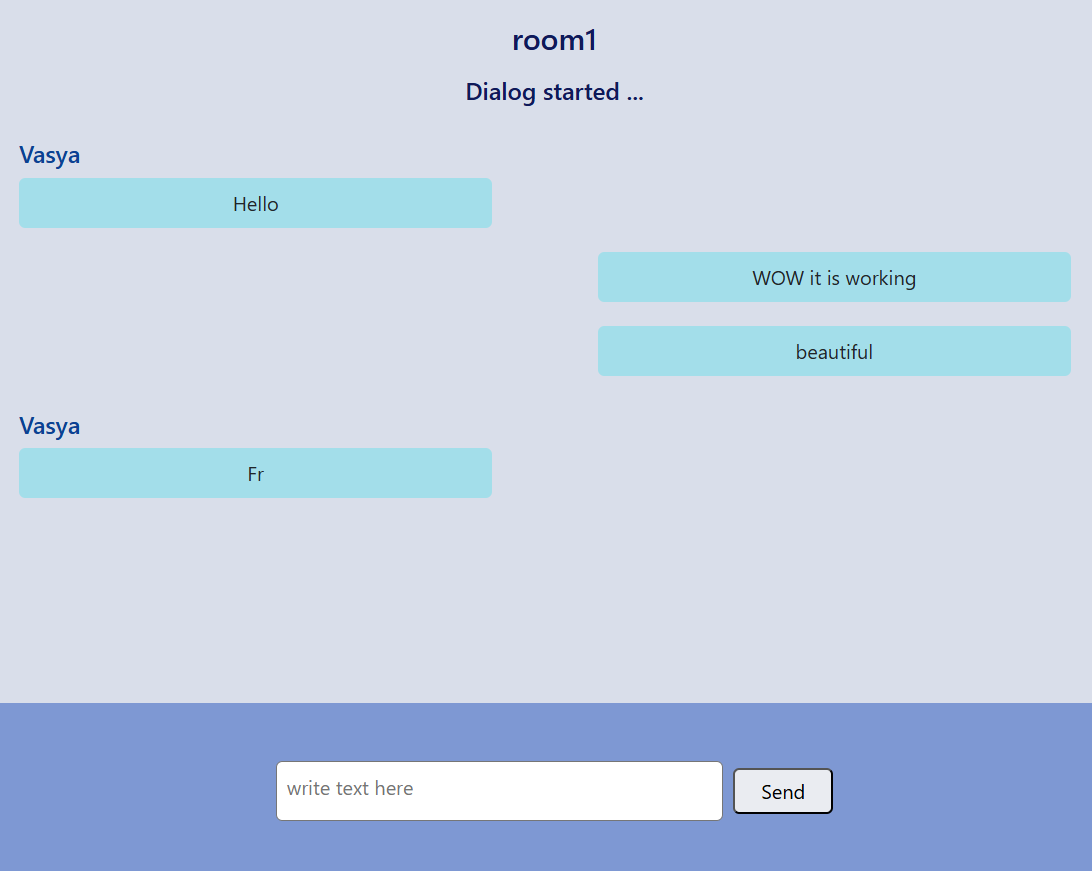 room1
Dialog started ...
Vasya
Hello
WOW it is working
beautiful
Vasya
Fr
write text here
Send